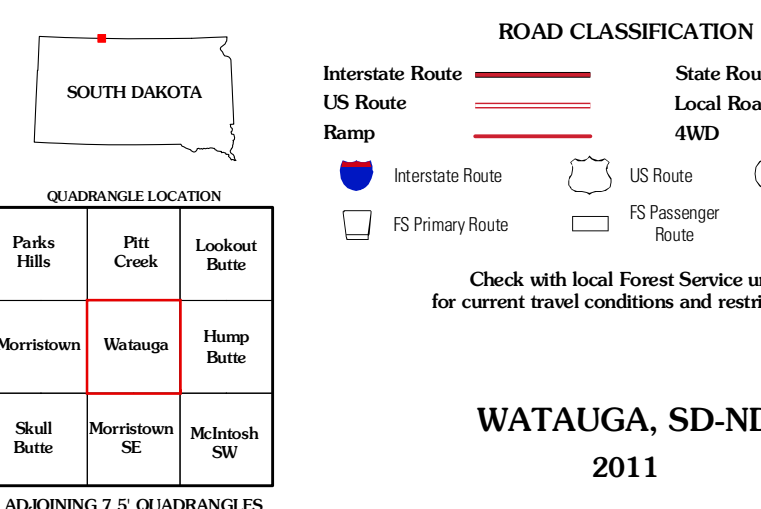 SOUTH DAKOTA
QUADRANGLE LOCATION
Parks Hills
Pitt Creek
Lookout Butte
Morristown
Watauga
Hump Butte
Skull Butte
Morristown SE
McIntosh SW
ADJOINING 7.5' QUADRANGLES
ROAD CLASSIFICATION
Interstate Route
State Rou
US Route
Local Roa
Ramp
4WD
Interstate Route
US Route
FS Primary Route
FS Passenger Route
Check with local Forest Service u
for current travel conditions and restri
WATAUGA, SD-ND
2011